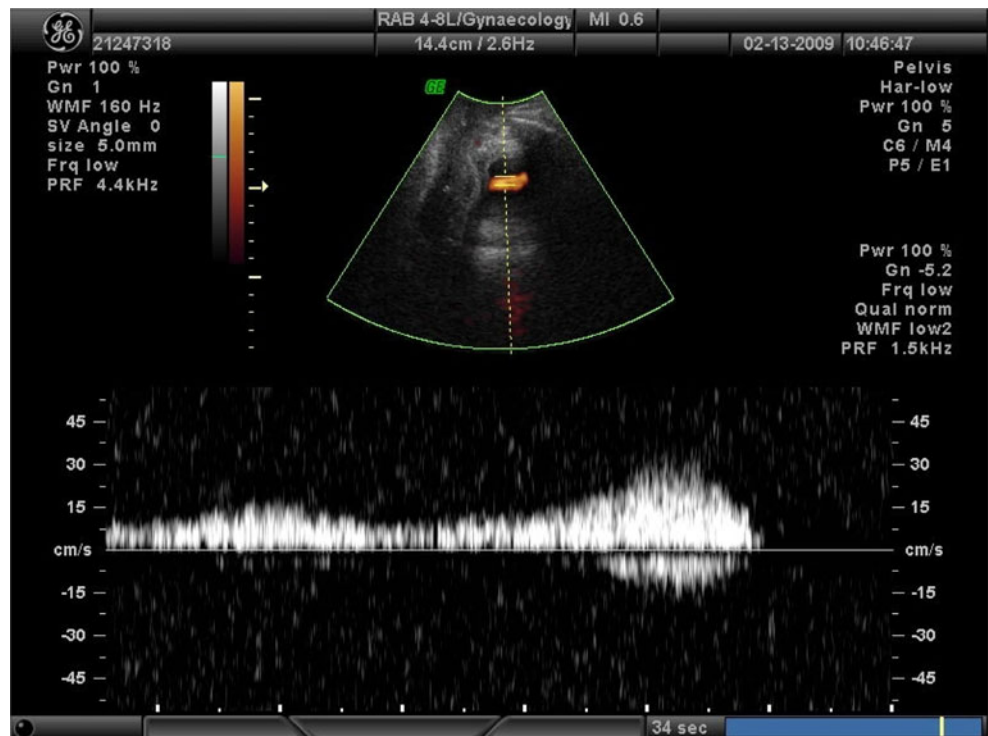 GE
RAB 4-8L/Gynaecology MI 0.6
21247318 14.4cm / 2.6Hz 02-13-2009 10:46:47
Pwr 100 %
Gn 1
WMF 160 Hz
SV Angle 0
size 5.0mm
Frq low
PRF 4.4kHz
GE
Pelvis
Har-low
Pwr 100 %
Gn 5
C6 / M4
P5 / E1
Pwr 100 %
Gn -5.2
Frq low
Qual norm
WMF low2
PRF 1.5kHz
45 45
30 30
15 15
cm/s cm/s
-15 -15
-30 -30
-45 -45
34 sec